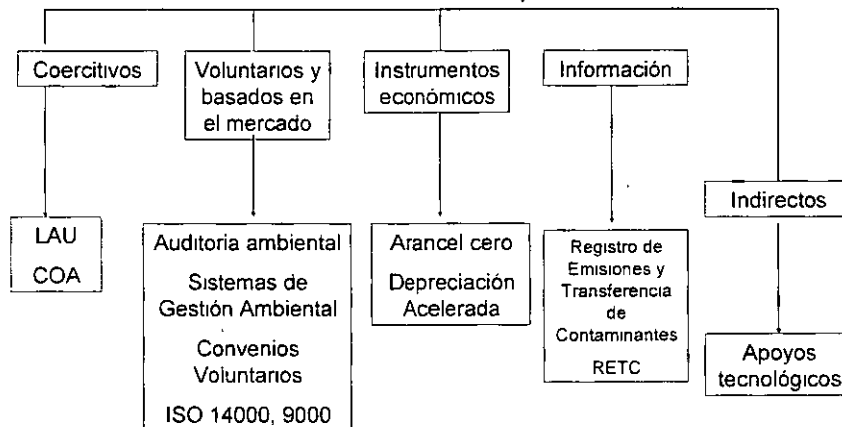 Coercitivos
Voluntarios y
basados en
el mercado
Instrumentos
económicos
Información
Indirectos
LAU
COA
Auditoria ambiental
Sistemas de
Gestión Ambiental
Convenios
Voluntarios
ISO 14000, 9000
Arancel cero
Depreciación
Acelerada
Registro de
Emisiones y
Transferencia
de
Contaminantes
RETC
Apoyos
tecnológicos